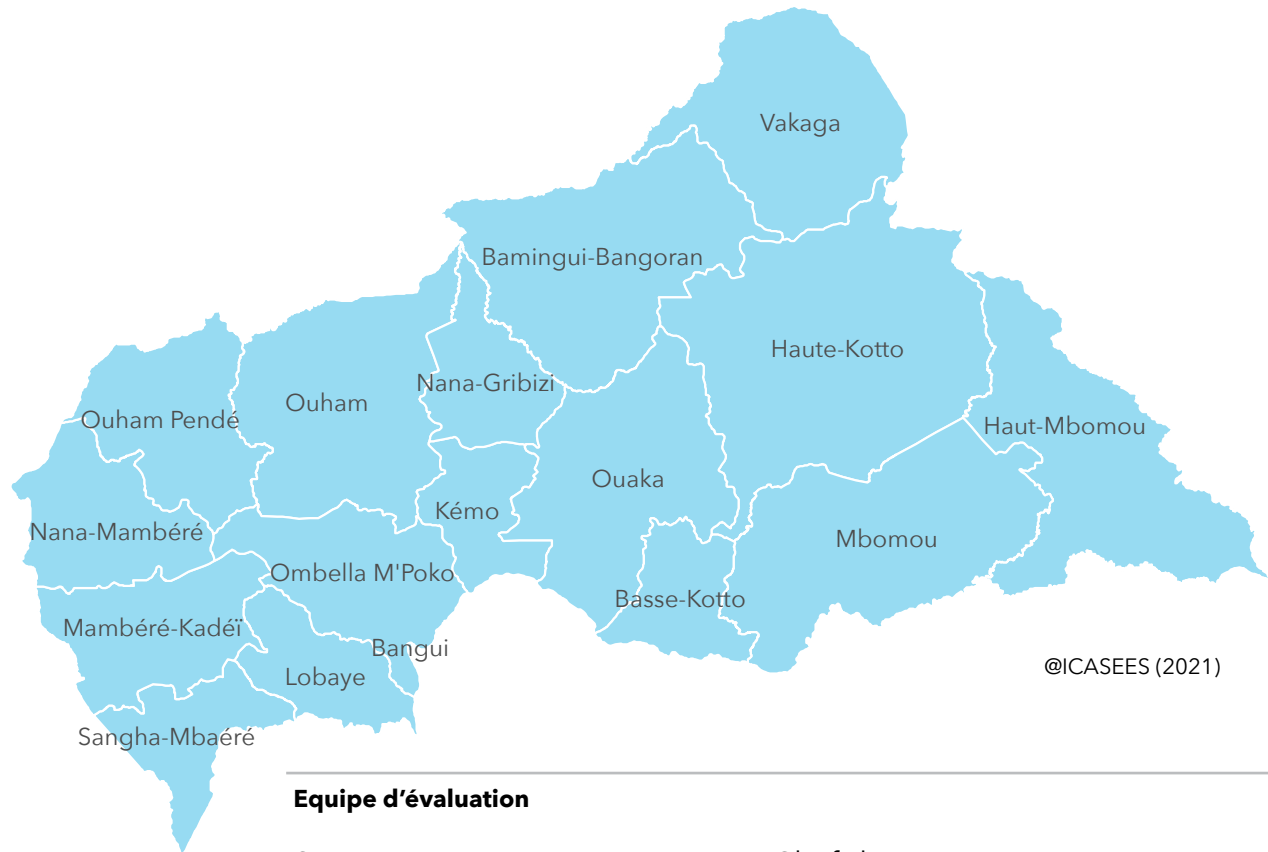 Vakaga
Bamingui-Bangoran
Haute-Kotto
Nana-Gribizi
Ouham
Ouham Pendé
Haut-Mbomou
Ouaka
Kémo
Nana-Mambéré
Mbomou
Ombella M'Poko
Basse-Kotto
Mambéré-Kadéï
Bangui
Lobaye
@ICASEES (2021)
Sangha-Mbaéré
Equipe d’évaluation